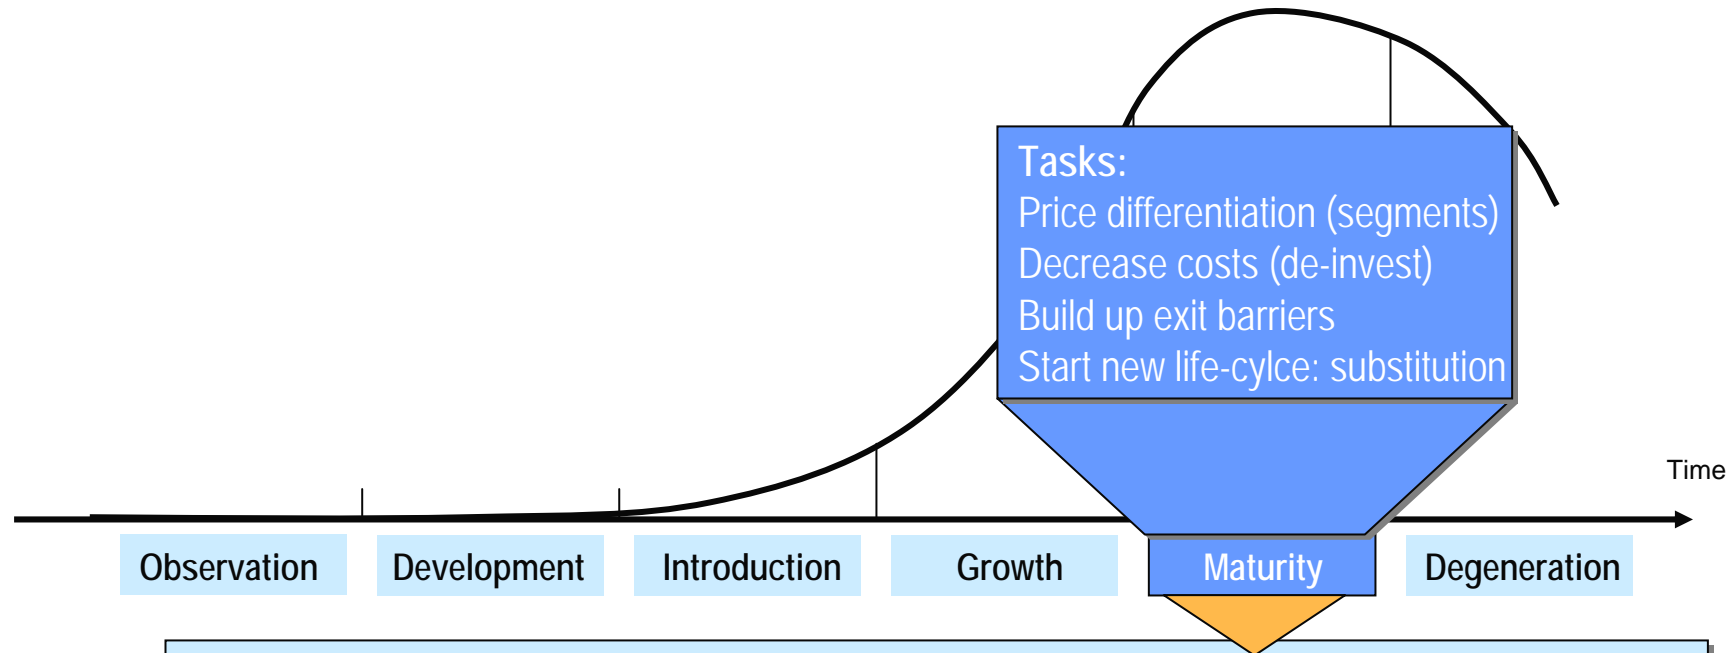 Tasks:
Price differentiation (segments)
Decrease costs (de-invest)
Build up exit barriers
Start new life-cylce: substitution
Time
Observation
Development
Introduction
Growth
Maturity
Degeneration